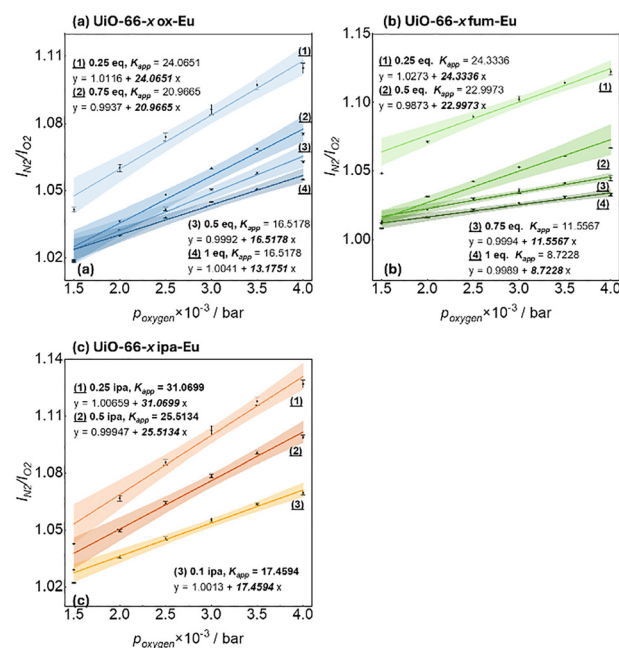 (a) UiO-66-x ox-Eu
(1) 0.25 eq, Kapp = 24.0651
y = 1.0116 + 24.0651 x
(2) 0.75 eq, Kapp = 20.9665
y = 0.9937 + 20.9665 x
(1)
(2)
(3)
(4)
(3) 0.5 eq, Kapp = 16.5178
y = 0.9992 + 16.5178 x
(4) 1 eq, Kapp = 16.5178
y = 1.0041 + 13.1751 x
(a)
IN2/IO2
1.11
1.08
1.05
1.02
1.5 2.0 2.5 3.0 3.5 4.0
poxygen×10-3 / bar
(b) UiO-66-x fum-Eu
(1) 0.25 eq. Kapp = 24.3336
y = 1.0273 + 24.3336 x
(2) 0.5 eq. Kapp = 22.9973
y = 0.9873 + 22.9973 x
(1)
(2)
(3)
(4)
(3) 0.75 eq. Kapp = 11.5567
y = 0.9994 + 11.5567 x
(4) 1 eq. Kapp = 8.7228
y = 0.9989 + 8.7228 x
(b)
1.15
1.10
1.05
1.00
1.5 2.0 2.5 3.0 3.5 4.0
poxygen×10-3 / bar
(c) UiO-66-x ipa-Eu
(1) 0.25 ipa, Kapp = 31.0699
y = 1.00659 + 31.0699 x
(2) 0.5 ipa, Kapp = 25.5134
y = 0.99947 + 25.5134 x
(1)
(2)
(3)
(3) 0.1 ipa, Kapp = 17.4594
y = 1.0013 + 17.4594 x
(c)
IN2/IO2
1.14
1.11
1.08
1.05
1.02
1.5 2.0 2.5 3.0 3.5 4.0
poxygen×10-3 / bar